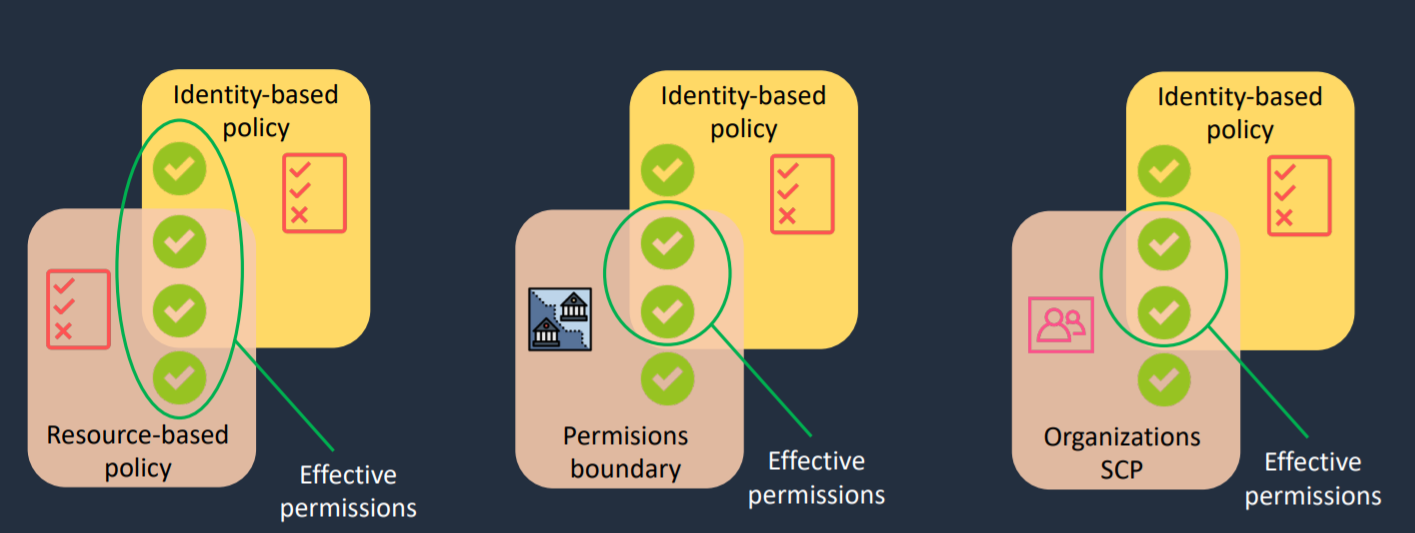 Identity-based
policy
Resource-based
policy
Effective
permissions
Identity-based
policy
Permisions
boundary
Effective
permissions
Identity-based
policy
Organizations
SCP
Effective
permissions